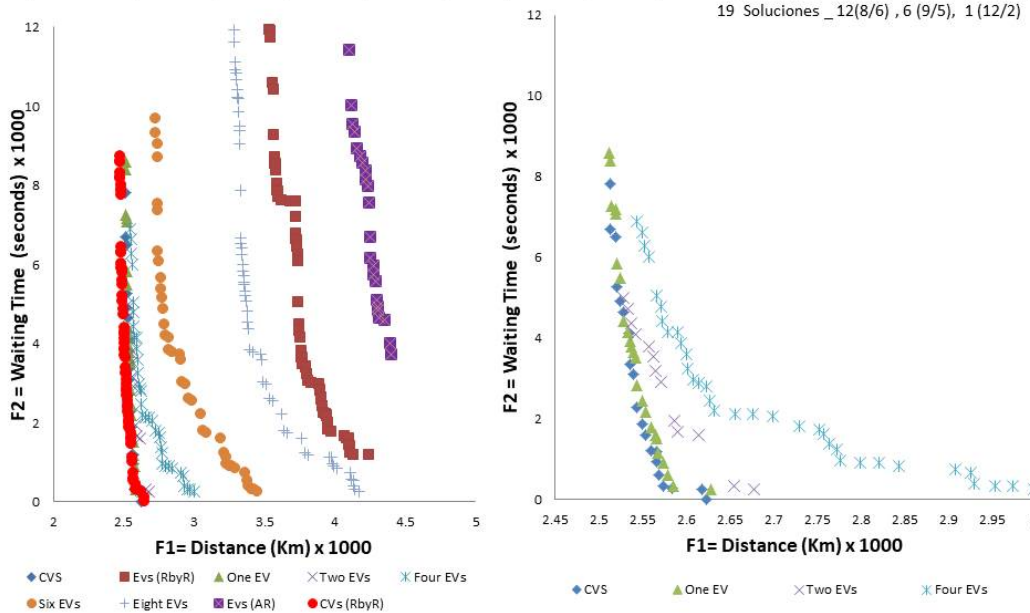 19 Soluciones _ 12(8/6) , 6 (9/5), 1 (12/2)
F2 = Waiting Time (seconds) x 1000
12
10
8
6
4
2
0
2 2.5 3 3.5 4 4.5 5
F1= Distance (Km) x 1000
CVS Evs (RbyR) One EV Two EVs Four EVs
Six EVs Eight EVs Evs (AR) CVs (RbyR)
F2 = Waiting Time (seconds) x 1000
12
10
8
6
4
2
0
2.45 2.5 2.55 2.6 2.65 2.7 2.75 2.8 2.85 2.9 2.95
F1= Distance (Km) x 1000
CVS One EV Two EVs Four EVs